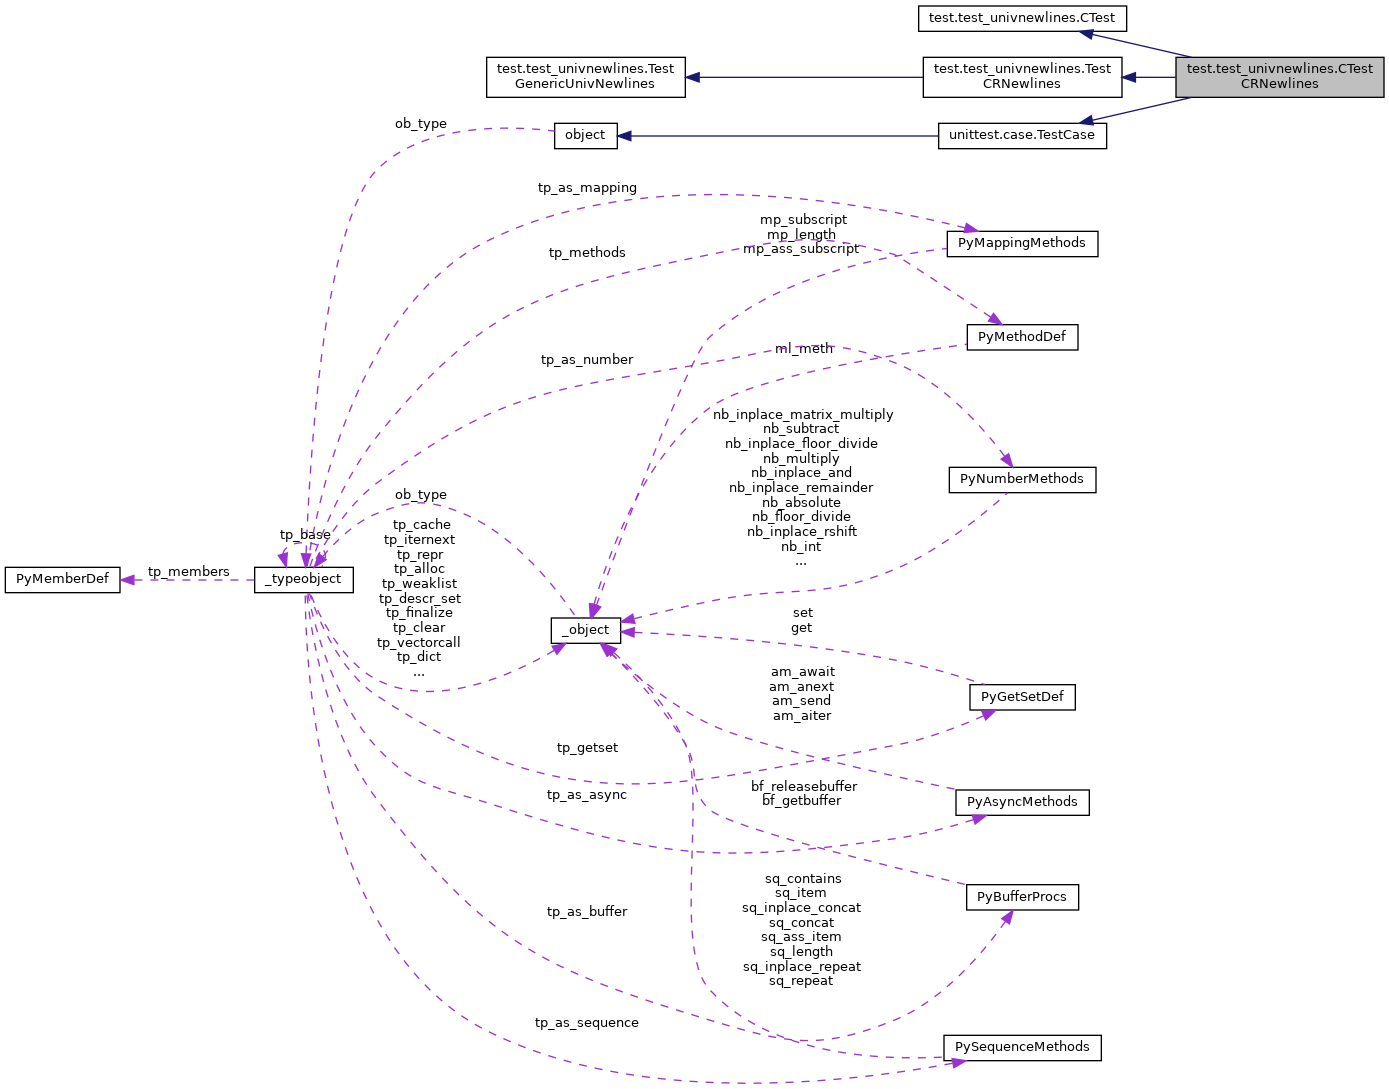 test.test_univnewlines.CTest
test.test_univnewlines.Test
GenericUnivNewlines
test.test_univnewlines.Test
CRNewlines
test.test_univnewlines.CTest
CRNewlines
ob_type
object
unittest.case.TestCase
tp_as_mapping
mp_subscript
mp_length
mp_ass_subscript
PyMappingMethods
tp_methods
PyMethodDef
ml_meth
tp_as_number
nb_inplace_matrix_multiply
nb_subtract
nb_inplace_floor_divide
nb_multiply
nb_inplace_and
nb_inplace_remainder
nb_absolute
nb_floor_divide
nb_inplace_rshift
nb_int
...
PyNumberMethods
ob_type
tp_base
tp_cache
tp_iternext
tp_repr
tp_alloc
tp_weaklist
tp_descr_set
tp_finalize
tp_clear
tp_vectorcall
tp_dict
...
PyMemberDef
tp_members
_typeobject
_object
set
get
PyGetSetDef
am_await
am_anext
am_send
am_aiter
tp_getset
tp_as_async
bf_releasebuffer
bf_getbuffer
PyAsyncMethods
sq_contains
sq_item
sq_inplace_concat
sq_concat
sq_ass_item
sq_length
sq_inplace_repeat
sq_repeat
PyBufferProcs
tp_as_buffer
tp_as_sequence
PySequenceMethods